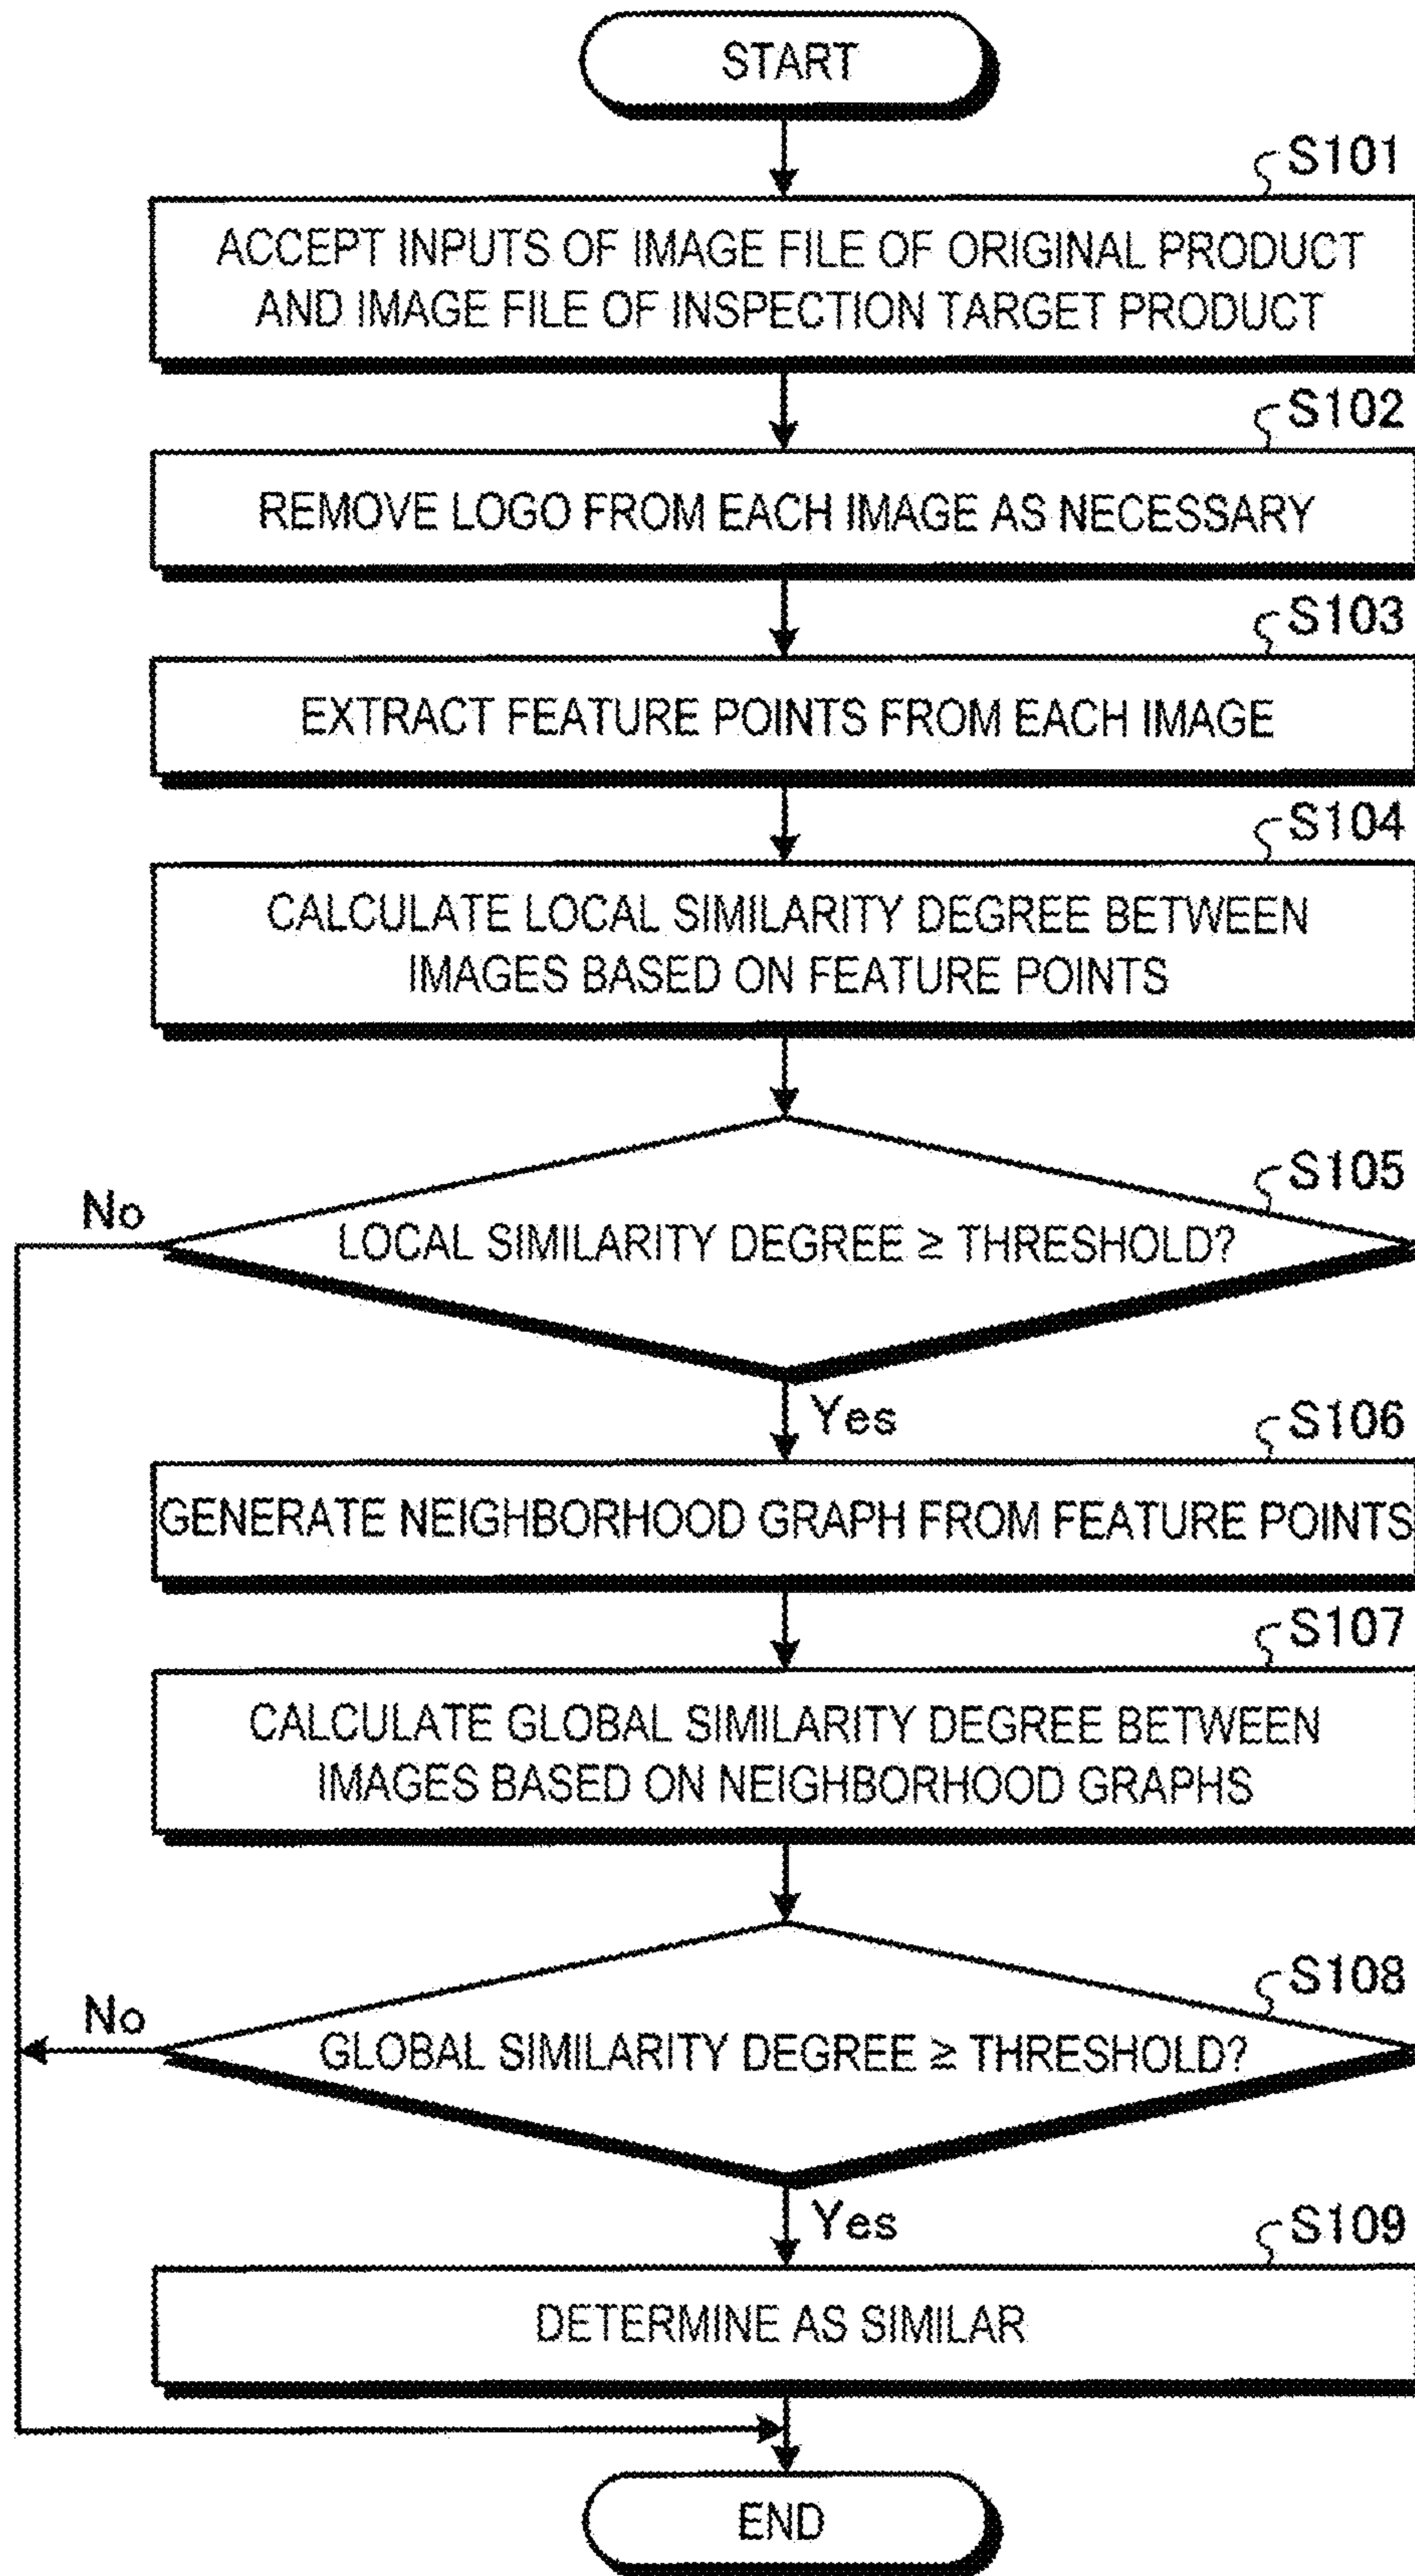 START
S101
ACCEPT INPUTS OF IMAGE FILE OF ORIGINAL PRODUCT
AND IMAGE FILE OF INSPECTION TARGET PRODUCT
S102
REMOVE LOGO FROM EACH IMAGE AS NECESSARY
S103
EXTRACT FEATURE POINTS FROM EACH IMAGE
S104
CALCULATE LOCAL SIMILARITY DEGREE BETWEEN
IMAGES BASED ON FEATURE POINTS
S105
No
LOCAL SIMILARITY DEGREE ≥ THRESHOLD?
Yes
S106
GENERATE NEIGHBORHOOD GRAPH FROM FEATURE POINTS
S107
CALCULATE GLOBAL SIMILARITY DEGREE BETWEEN
IMAGES BASED ON NEIGHBORHOOD GRAPHS
S108
No
GLOBAL SIMILARITY DEGREE ≥ THRESHOLD?
Yes
S109
DETERMINE AS SIMILAR
END